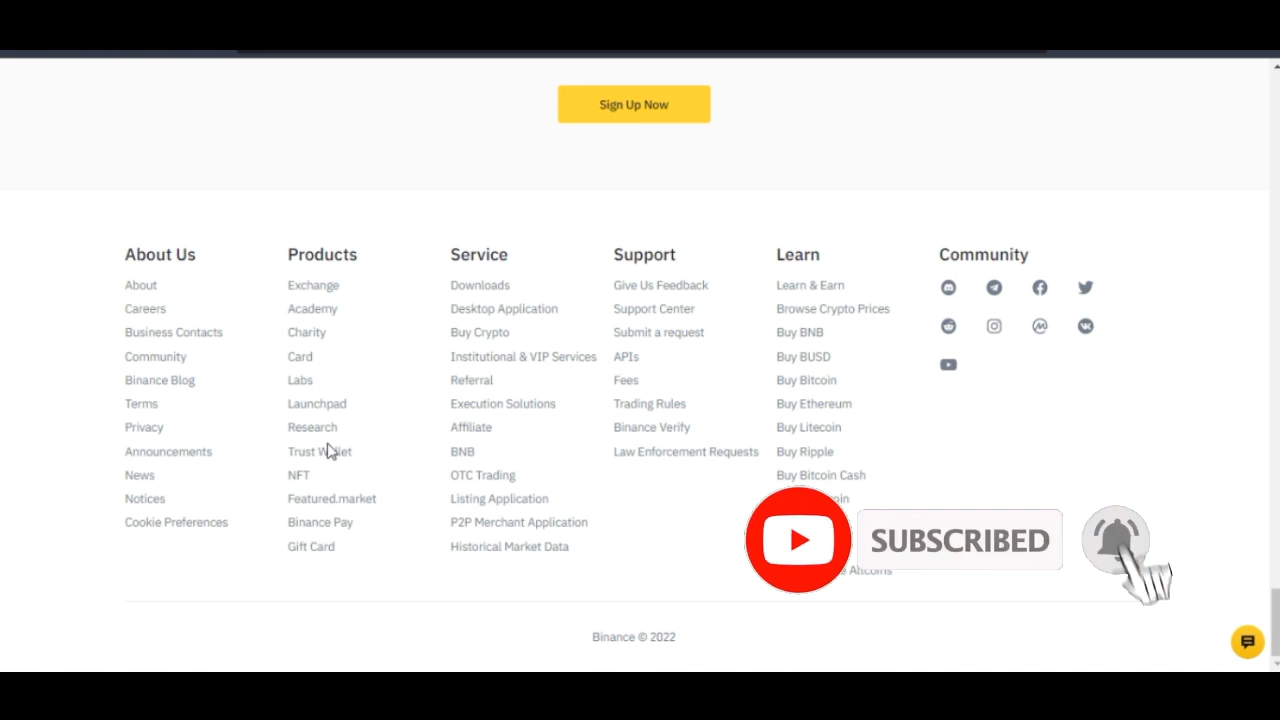 Sign Up Now
About Us
About
Careers
Business Contacts
Community
Binance Blog
Terms
Privacy
Announcements
News
Notices
Cookie Preferences
Products
Exchange
Academy
Charity
Card
Labs
Launchpad
Research
Trust Wallet
NFT
Featured.market
Binance Pay
Gift Card
Service
Downloads
Desktop Application
Buy Crypto
Institutional & VIP Services
Referral
Execution Solutions
Affiliate
BNB
OTC Trading
Listing Application
P2P Merchant Application
Historical Market Data
Support
Give Us Feedback
Support Center
Submit a request
APIs
Fees
Trading Rules
Binance Verify
Law Enforcement Requests
Learn
Learn & Earn
Browse Crypto Prices
Buy BNB
Buy BUSD
Buy Bitcoin
Buy Ethereum
Buy Litecoin
Buy Ripple
Buy Bitcoin Cash
Altcoins
Community
SUBSCRIBED
Binance © 2022